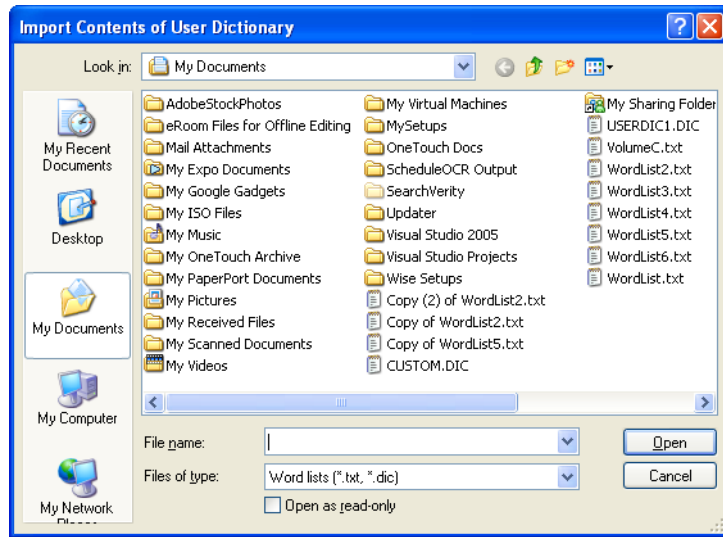 Import Contents of User Dictionary
Look in:
My Documents
My Recent
Documents
Desktop
My Documents
My Computer
My Network
AdobeStockPhotos
eRoom Files for Offline Editing
Mail Attachments
My Expo Documents
My Google Gadgets
My ISO Files
My Music
My OneTouch Archive
My PaperPort Documents
My Pictures
My Received Files
My Scanned Documents
My Videos
My Virtual Machines
MySetups
OneTouch Docs
ScheduleOCR Output
SearchVerity
Updater
Visual Studio 2005
Visual Studio Projects
Wise Setups
Copy (2) of WordList2.txt
Copy of WordList2.txt
Copy of WordList5.txt
CUSTOM.DIC
My Sharing Folder
USERDIC1.DIC
VolumeC.txt
WordList2.txt
WordList3.txt
WordList4.txt
WordList5.txt
WordList6.txt
WordList.txt
File name:
Open
Files of type:
Word lists (*.txt, *.dic)
Cancel
Open as read-only